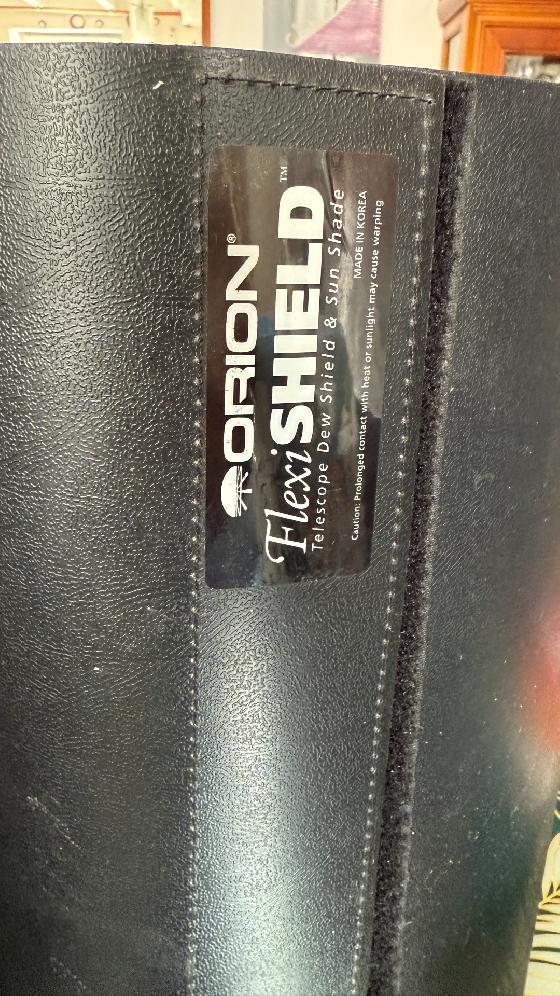 ORION®
FlexiSHIELD™
Telescope Dew Shield & Sun Shade
MADE IN KOREA
Caution: Prolonged contact with heat or sunlight may cause warping